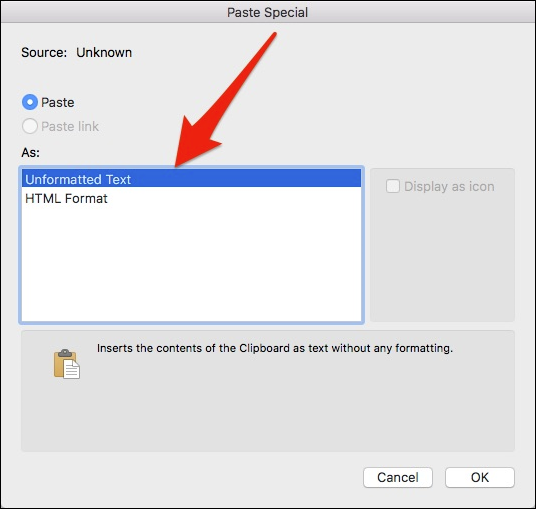 Paste Special
Source: Unknown
Paste
Paste link
As:
Unformatted Text
HTML Format
Display as icon
Inserts the contents of the Clipboard as text without any formatting.
Cancel OK